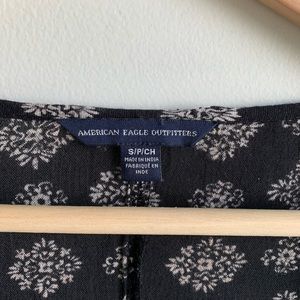 AMERICAN EAGLE OUTFITTERS
S/P/CH
MADE IN INDIA
FABRIQUÉ EN
INDE